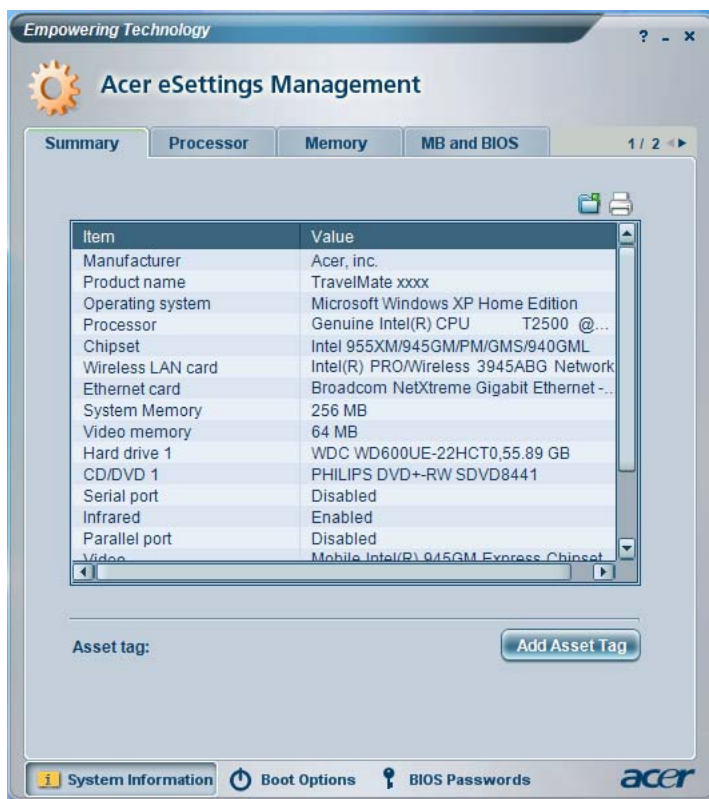 Empowering Technology
? - x
Acer eSettings Management
Summary Processor Memory MB and BIOS 1 / 2
Item Value
Manufacturer Acer, inc.
Product name TravelMate xxxx
Operating system Microsoft Windows XP Home Edition
Processor Genuine Intel(R) CPU T2500 @...
Chipset Intel 955XM/945GM/PM/GMS/940GML
Wireless LAN card Intel(R) PRO/Wireless 3945ABG Network
Ethernet card Broadcom NetXtreme Gigabit Ethernet -...
System Memory 256 MB
Video memory 64 MB
Hard drive 1 WDC WD600UE-22HCT0,55.89 GB
CD/DVD 1 PHILIPS DVD+-RW SDVD8441
Serial port Disabled
Infrared Enabled
Parallel port Disabled
Video Mobile Intel(R) 945GM Express Chipset
Asset tag: Add Asset Tag
System Information Boot Options BIOS Passwords acer